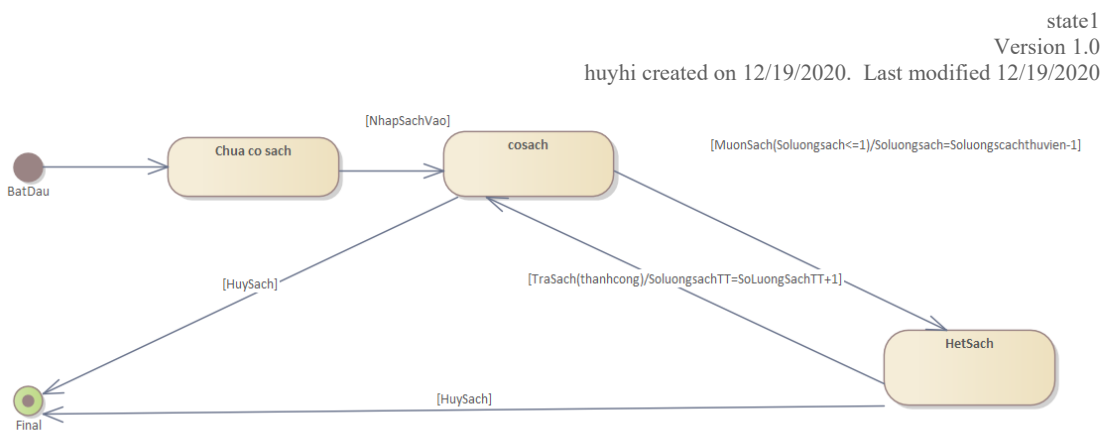 state1
Version 1.0
huyhi created on 12/19/2020.  Last modified 12/19/2020
[NhapSachVao]
Chua co sach
cosach
[MuonSach(Soluongsach<=1)/Soluongsach=Soluongscachthuvien-1]
BatDau
[HuySach]
[TraSach(thanhcong)/SoluongsachTT=SoLuongSachTT+1]
HetSach
[HuySach]
Final